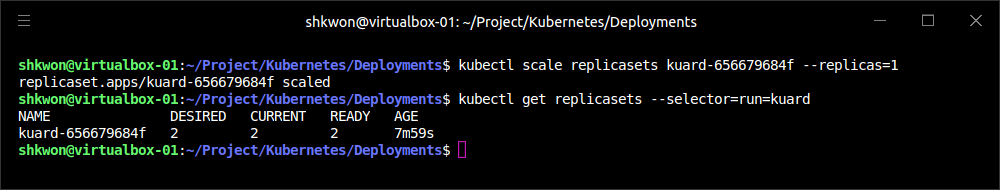 shkwon@virtualbox-01: ~/Project/Kubernetes/Deployments
shkwon@virtualbox-01:~/Project/Kubernetes/Deployments$ kubectl scale replicasets kuard-656679684f --replicas=1
replicaset.apps/kuard-656679684f scaled
shkwon@virtualbox-01:~/Project/Kubernetes/Deployments$ kubectl get replicasets --selector=run=kuard
NAME               DESIRED   CURRENT   READY   AGE
kuard-656679684f   2         2         2       7m59s
shkwon@virtualbox-01:~/Project/Kubernetes/Deployments$